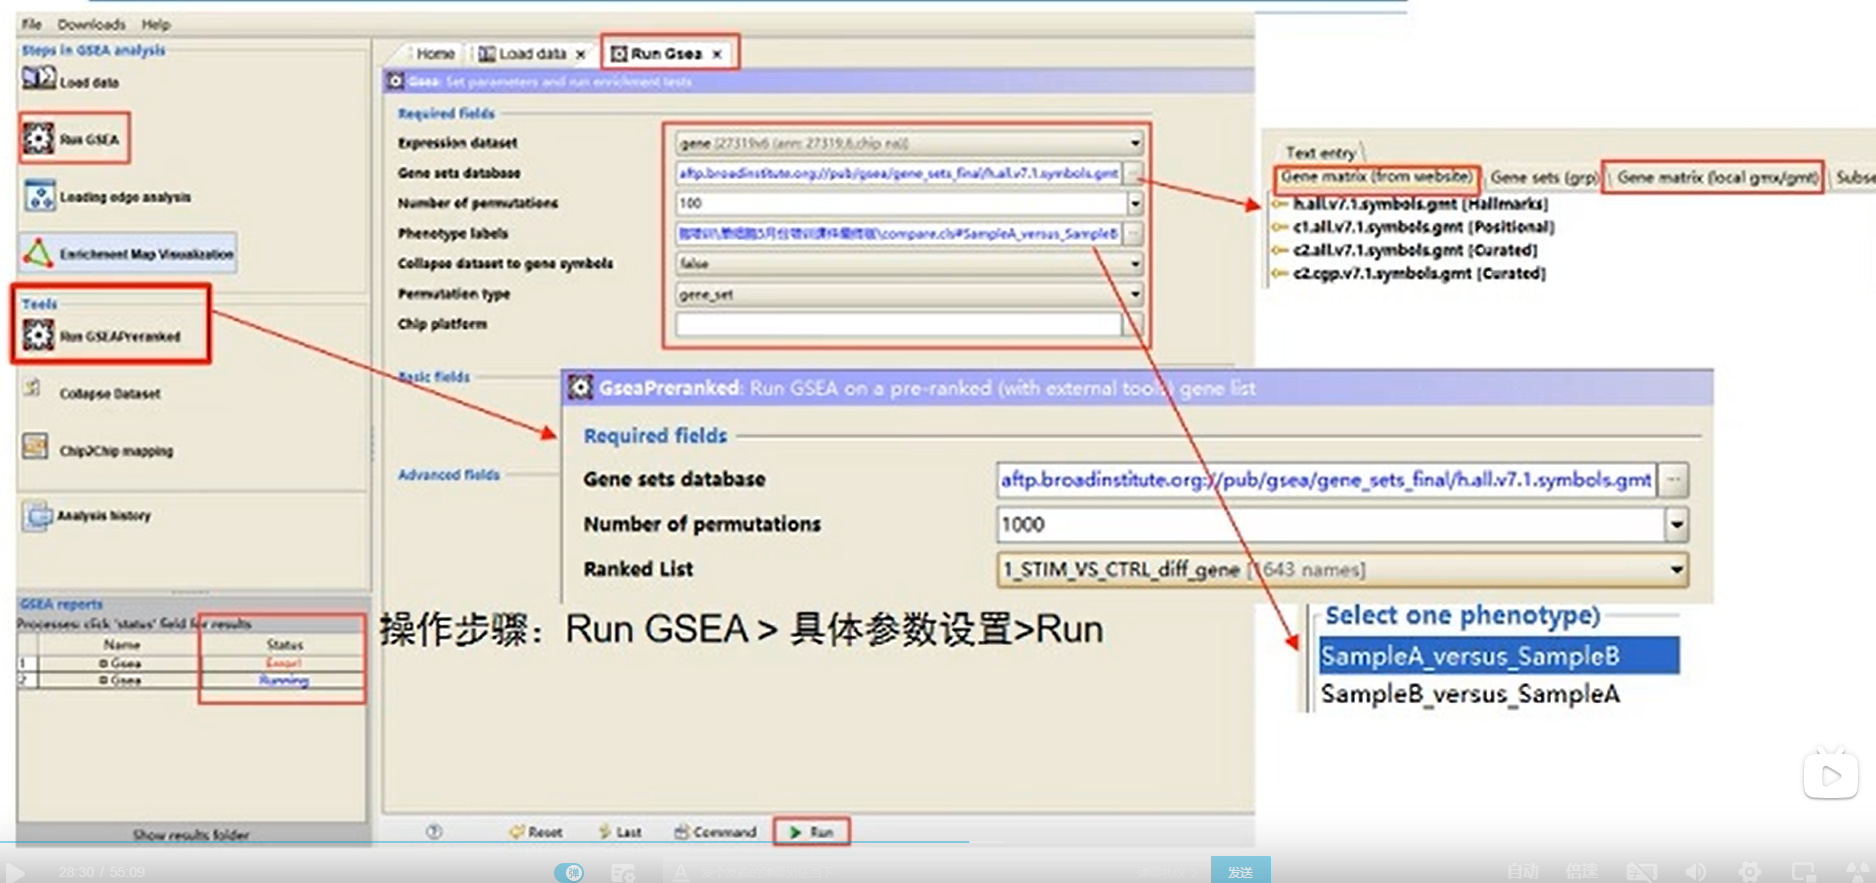 File Downloads Help
Steps in GSEA analysis
Load data
Run GSEA
Leading edge analysis
Enrichment Map Visualization
Tools
Run GSEAPreranked
Collapse Dataset
Chip2Chip mapping
Analysis history
GSEA reports
Processes: click 'status' field for results
Name Status
1 Gsea Error!
2 Gsea Running
Show results folder
Home Load data × Run Gsea ×
Gsea: Set parameters and run enrichment tests
Required fields
Expression dataset gene [27319x6 (ann: 27319,6,chip na)]
Gene sets database aftp.broadinstitute.org://pub/gsea/gene_sets_final/h.all.v7.1.symbols.gmt
Number of permutations 100
Phenotype labels \compare.cls#SampleA_versus_SampleB
Collapse dataset to gene symbols false
Permutation type gene_set
Chip platform
Basic fields
Advanced fields
Text entry
Gene matrix (from website) Gene sets (grp) Gene matrix (local gmx/gmt) Subse
h.all.v7.1.symbols.gmt [Hallmarks]
c1.all.v7.1.symbols.gmt [Positional]
c2.all.v7.1.symbols.gmt [Curated]
c2.cgp.v7.1.symbols.gmt [Curated]
GseaPreranked: Run GSEA on a pre-ranked (with external tools) gene list
Required fields
Gene sets database aftp.broadinstitute.org://pub/gsea/gene_sets_final/h.all.v7.1.symbols.gmt
Number of permutations 1000
Ranked List 1_STIM_VS_CTRL_diff_gene [1643 names]
操作步骤：Run GSEA > 具体参数设置>Run
Select one phenotype)
SampleA_versus_SampleB
SampleB_versus_SampleA
Reset Last Command Run
28:30 / 55:09 弹 发送 自动 倍速